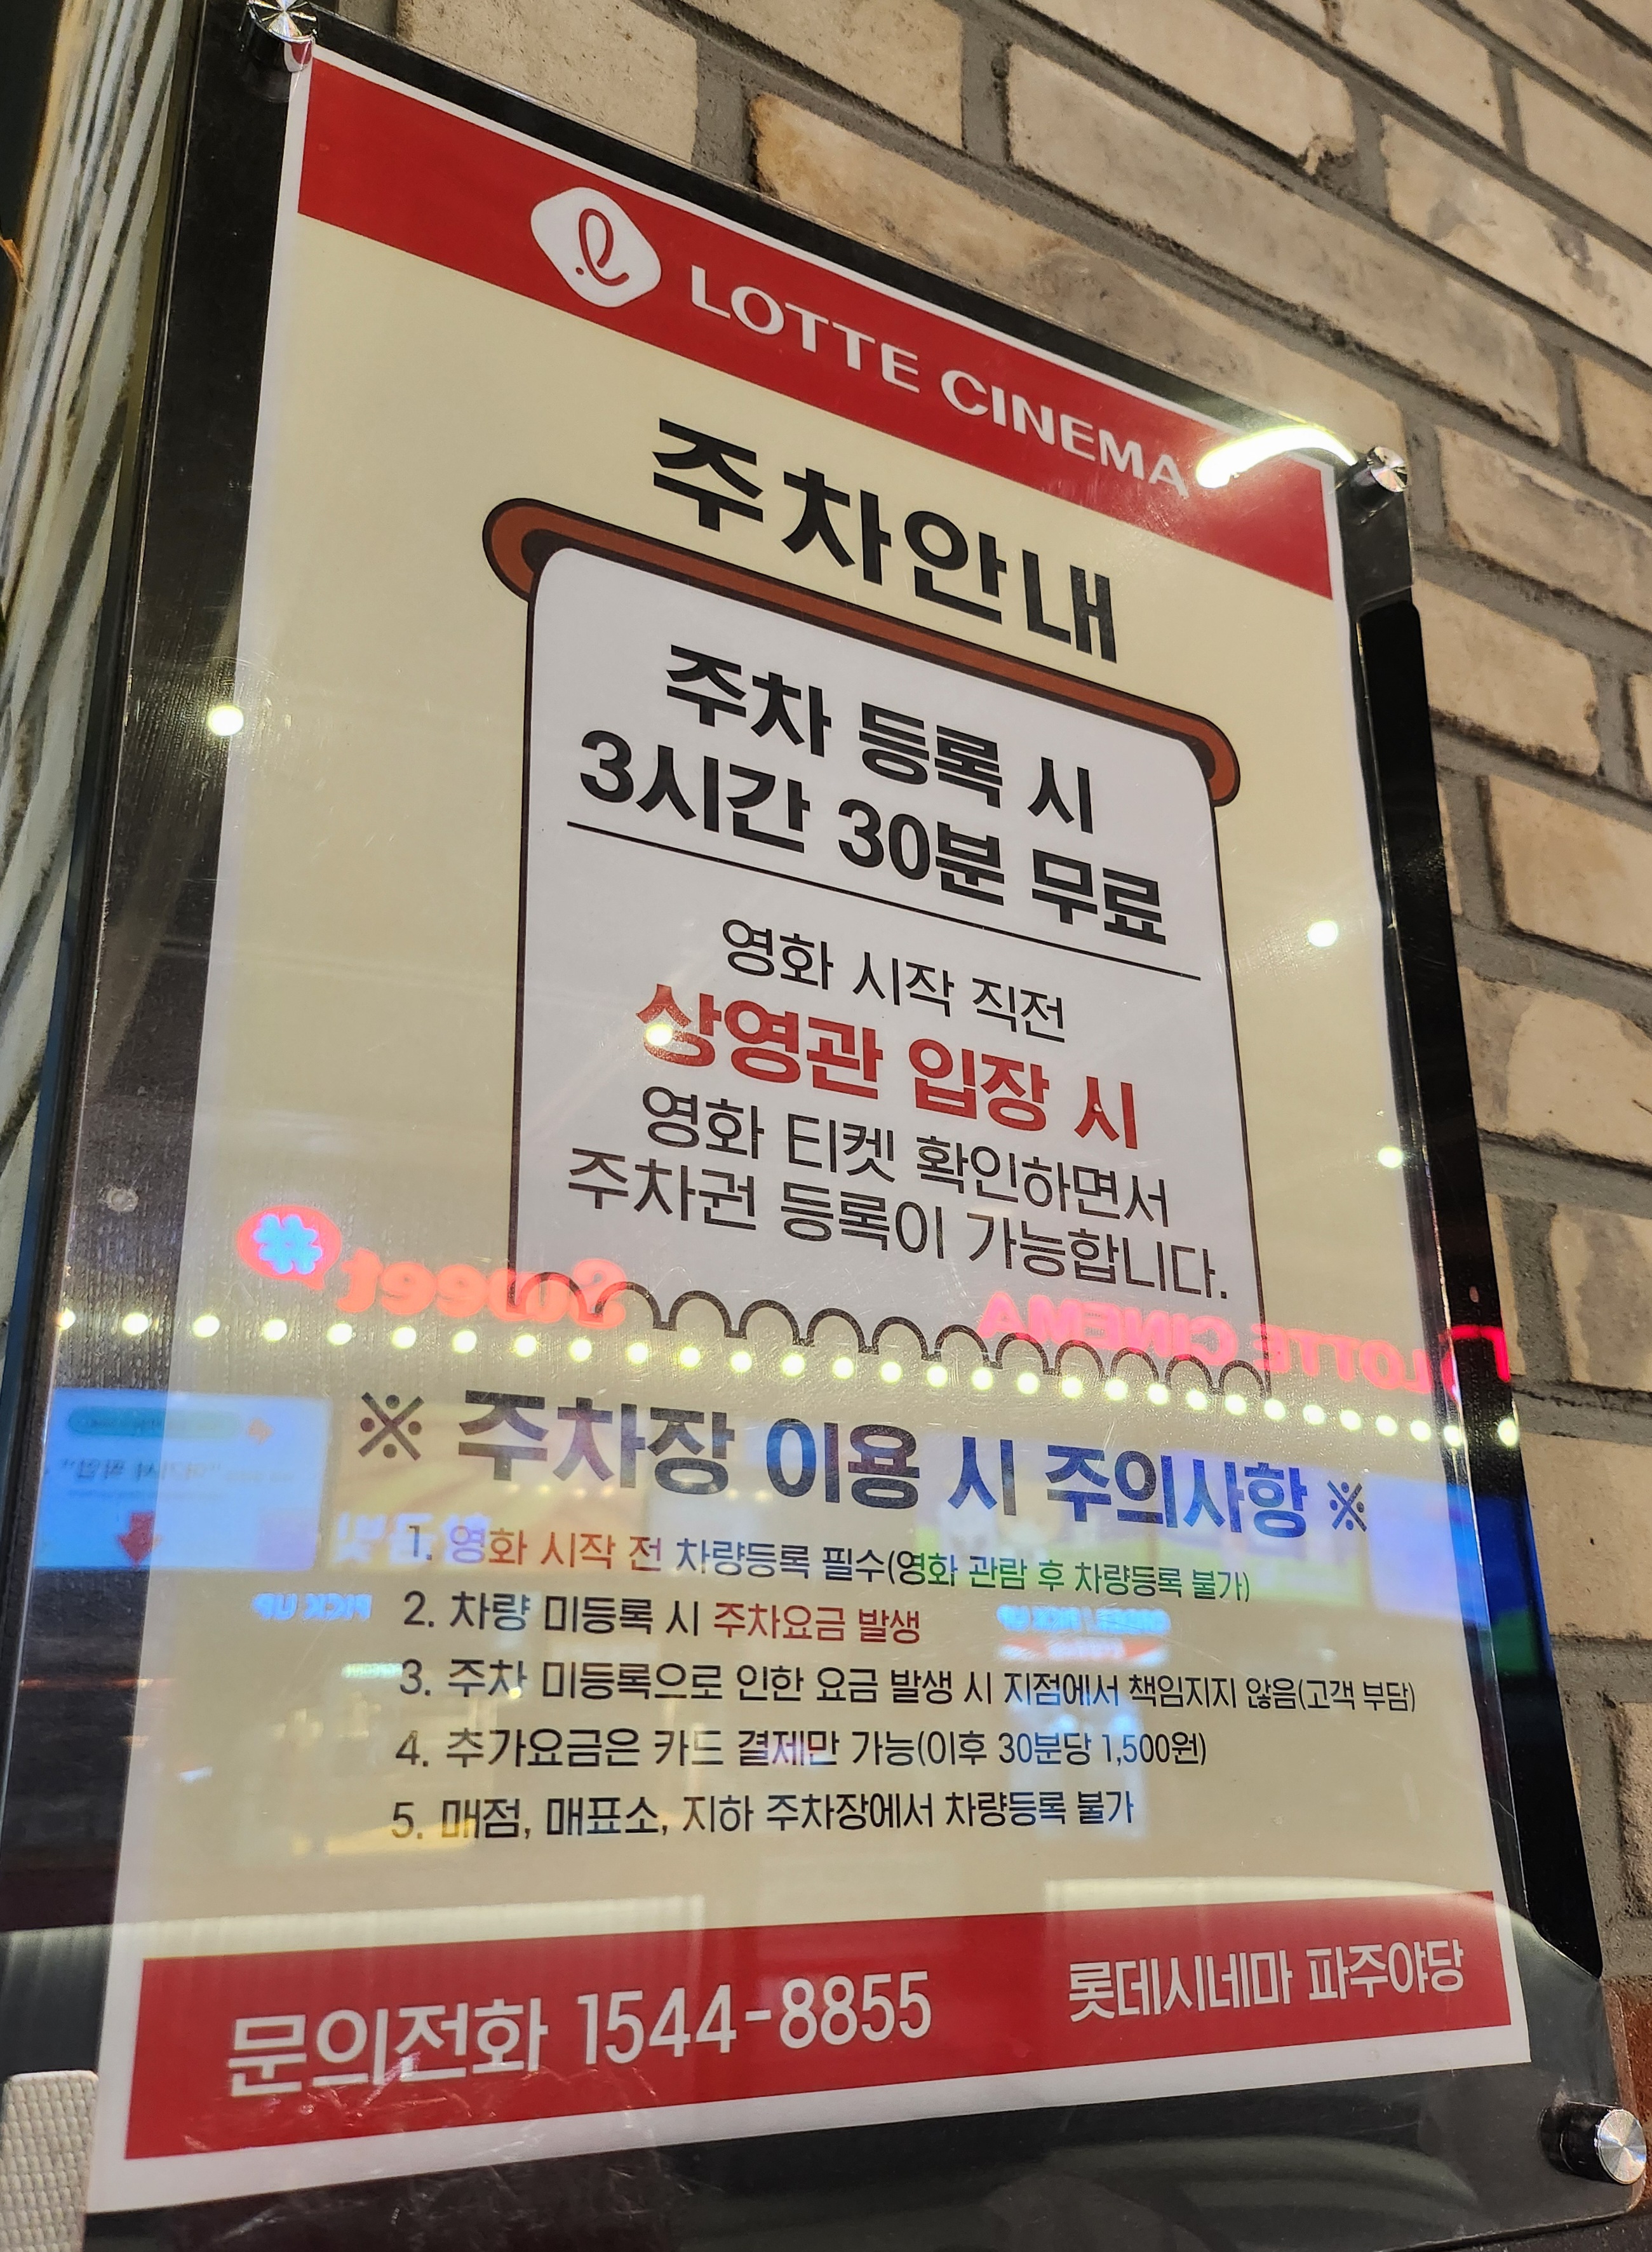 LOTTE CINEMA
주차안내
주차 등록 시
3시간 30분 무료
영화 시작 직전
상영관 입장 시
영화 티켓 확인하면서
주차권 등록이 가능합니다.
Sweet
LOTTE CINEMA
※ 주차장 이용 시 주의사항 ※
1. 영화 시작 전 차량등록 필수(영화 관람 후 차량등록 불가)
2. 차량 미등록 시 주차요금 발생
PICK UP
3. 주차 미등록으로 인한 요금 발생 시 지점에서 책임지지 않음(고객 부담)
4. 추가요금은 카드 결제만 가능(이후 30분당 1,500원)
5. 매점, 매표소, 지하 주차장에서 차량등록 불가
문의전화 1544-8855
롯데시네마 파주야당